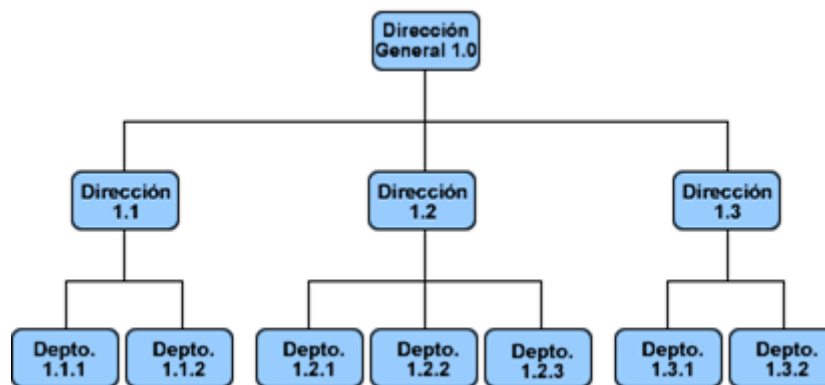 Dirección
General 1.0
Dirección
1.1
Dirección
1.2
Dirección
1.3
Depto.
1.1.1
Depto.
1.1.2
Depto.
1.2.1
Depto.
1.2.2
Depto.
1.2.3
Depto.
1.3.1
Depto.
1.3.2